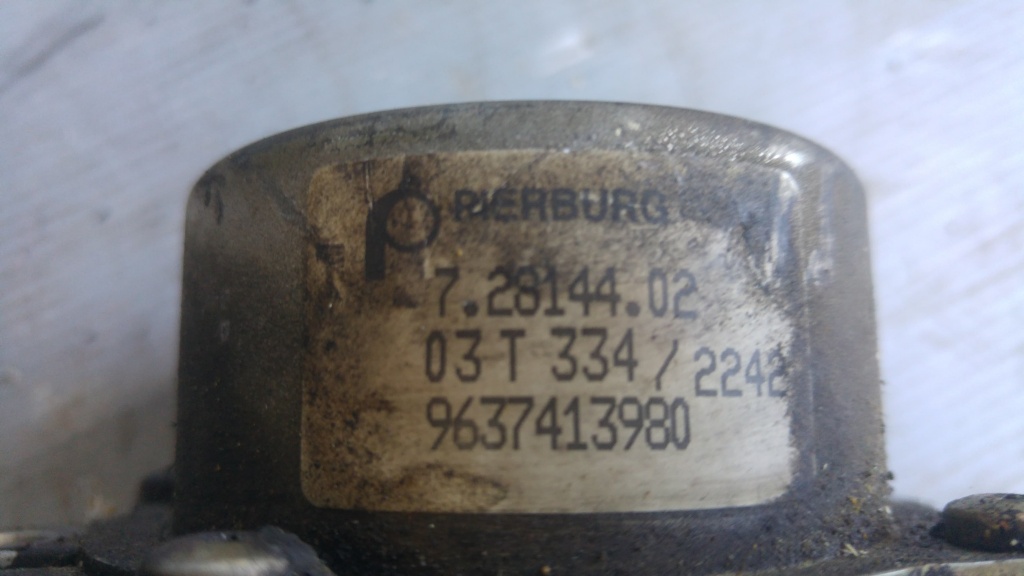 PIERBURG
7.28144.02
03 T 334 / 2242
9637413980